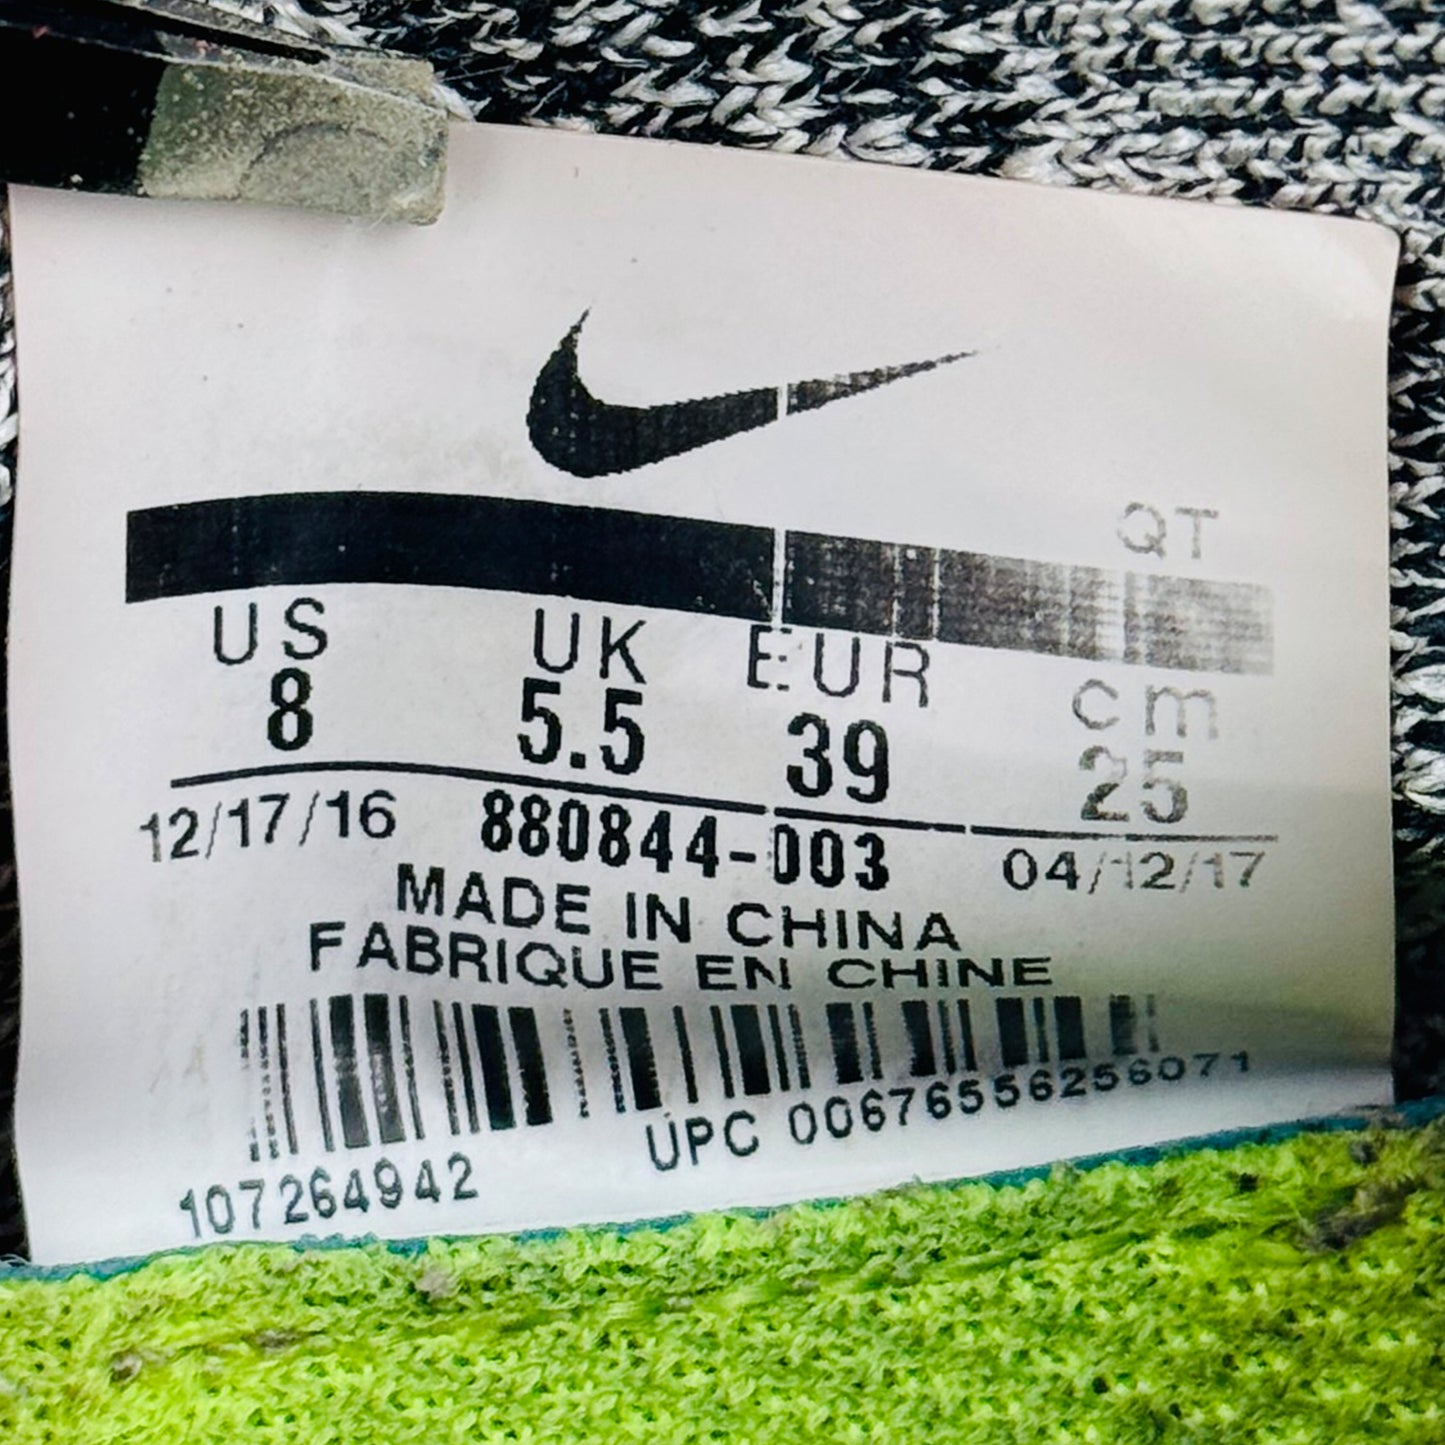 QT
US UK EUR cm
8 5.5 39 25
12/17/16 880844-003 04/12/17
MADE IN CHINA
FABRIQUE EN CHINE
UPC 00676556256071
107264942